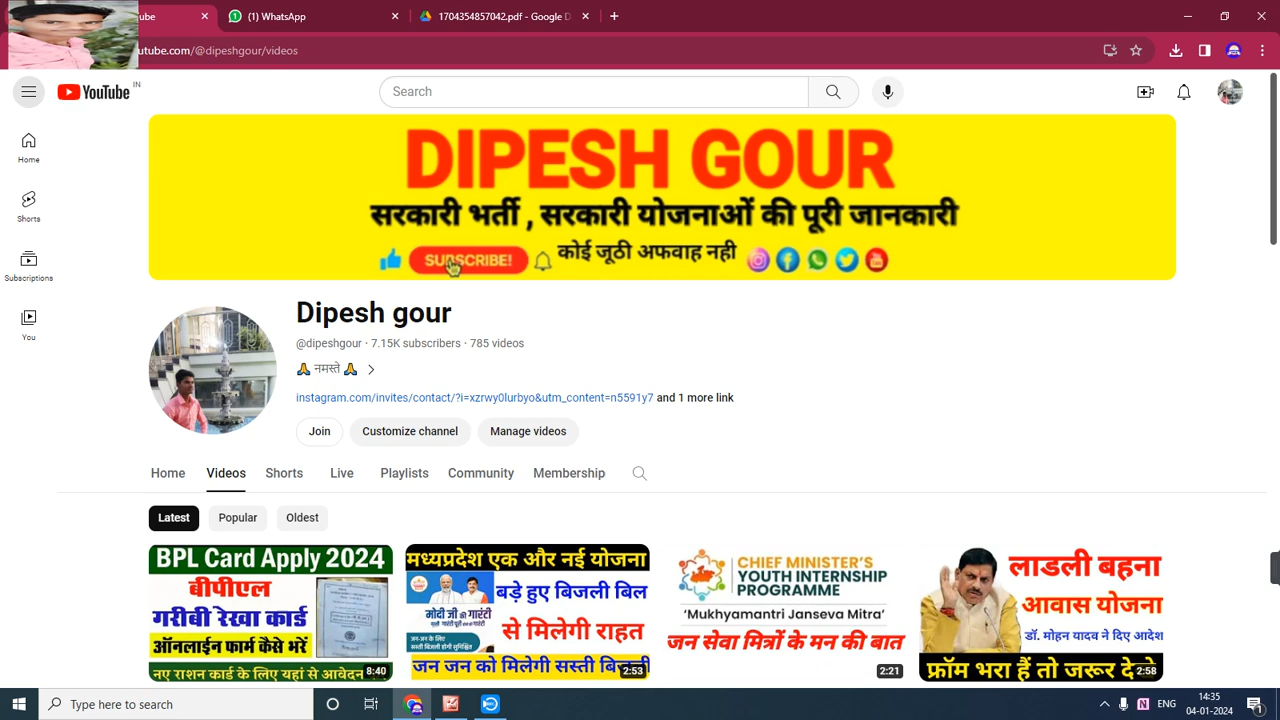 ube
(1) WhatsApp
1704354857042.pdf - Google D
utube.com/@dipeshgour/videos
YouTube IN
Search
Home
Shorts
Subscriptions
You
DIPESH GOUR
सरकारी भर्ती , सरकारी योजनाओं की पूरी जानकारी
SUBSCRIBE!
कोई जूठी अफवाह नही
Dipesh gour
@dipeshgour · 7.15K subscribers · 785 videos
🙏 नमस्ते 🙏
instagram.com/invites/contact/?i=xzrwy0lurbyo&utm_content=n5591y7 and 1 more link
Join
Customize channel
Manage videos
Home
Videos
Shorts
Live
Playlists
Community
Membership
Latest
Popular
Oldest
BPL Card Apply 2024
बीपीएल
गरीबी रेखा कार्ड
ऑनलाईन फार्म कैसे भरें
नए राशन कार्ड के लिए यहां से आवेदन
8:40
मध्यप्रदेश एक और नई योजना
बड़े हुए बिजली बिल
मोदी जी की गारंटी
से मिलेगी राहत
जन जन को मिलेगी सस्ती
2:53
CHIEF MINISTER'S
YOUTH INTERNSHIP
PROGRAMME
'Mukhyamantri Janseva Mitra'
जन सेवा मित्रों के मन की बात
2:21
लाडली बहना
आवास योजना
डॉ. मोहन यादव ने दिए आदेश
फ्रॉम भरा हैं तो जरूर
2:58
Type here to search
ENG
14:35
04-01-2024